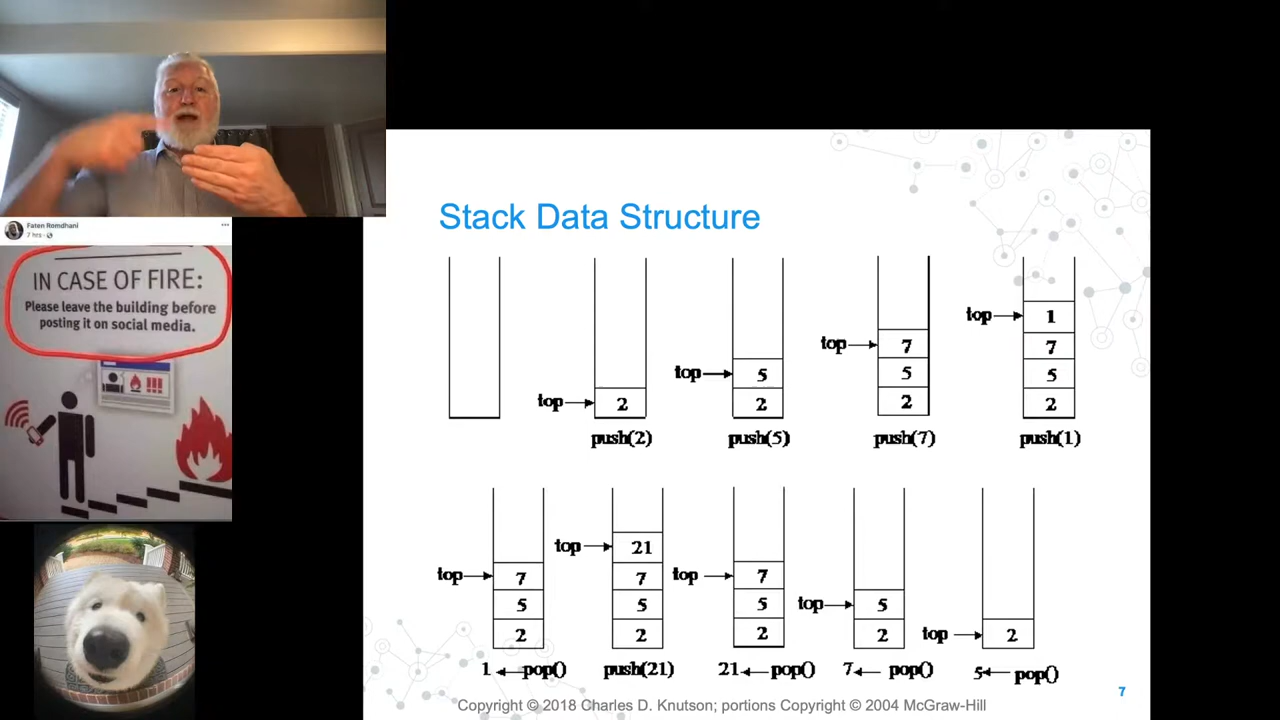 Faten Romdhani
7 hrs
IN CASE OF FIRE:
Please leave the building before
posting it on social media.
Stack Data Structure
top 2
push(2)
top 5
2
push(5)
top 7
5
2
push(7)
top 1
7
5
2
push(1)
top 7
5
2
1 pop()
top 21
7
5
2
push(21)
top 7
5
2
21 pop()
top 5
2
7 pop()
top 2
5 pop()
7
Copyright © 2018 Charles D. Knutson; portions Copyright © 2004 McGraw-Hill